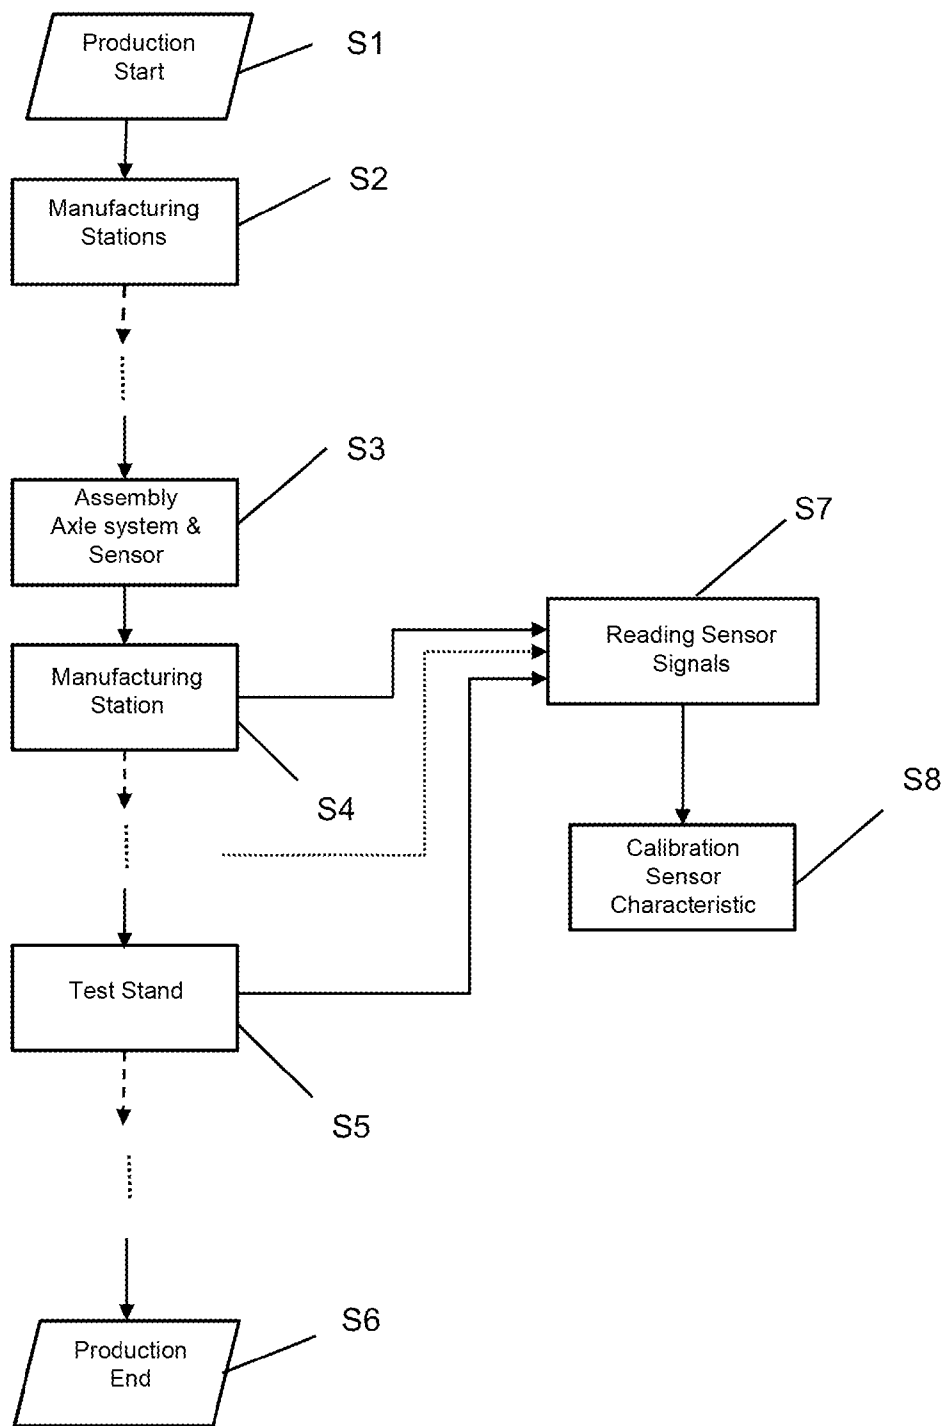 Production
Start
S1
Manufacturing
Stations
S2
Assembly
Axle system &
Sensor
S3
Manufacturing
Station
S4
Test Stand
S5
Production
End
S6
Reading Sensor
Signals
S7
Calibration
Sensor
Characteristic
S8